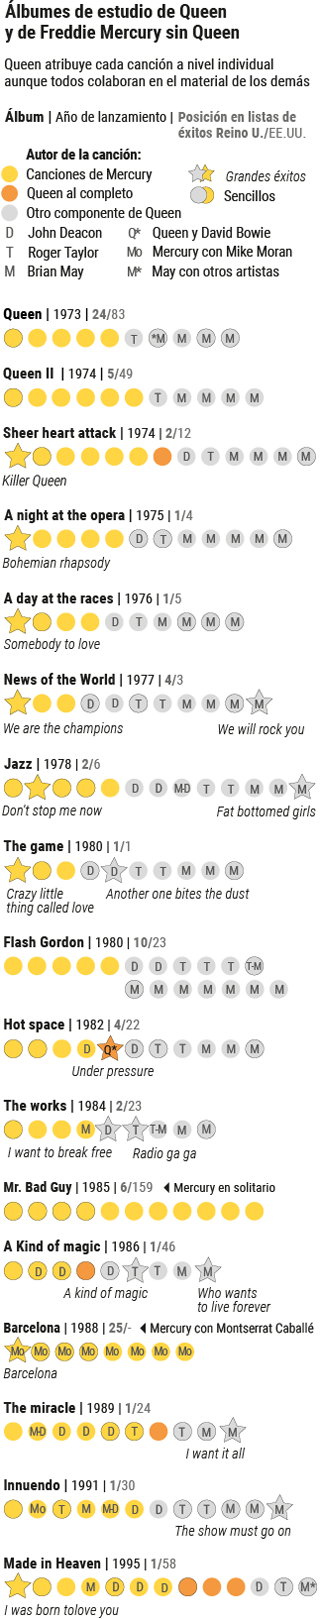 Álbumes de estudio de Queen
y de Freddie Mercury sin Queen
Queen atribuye cada canción a nivel individual
aunque todos colaboran en el material de los demás
Álbum | Año de lanzamiento | Posición en listas de
éxitos Reino U./EE.UU.
Autor de la canción:
Canciones de Mercury
Grandes éxitos
Queen al completo
Sencillos
Otro componente de Queen
D John Deacon Q* Queen y David Bowie
T Roger Taylor Mo Mercury con Mike Moran
M Brian May M* May con otros artistas
Queen | 1973 | 24/83
T *M M M M
Queen II | 1974 | 5/49
T M M M M
Sheer heart attack | 1974 | 2/12
D T M M M M
Killer Queen
A night at the opera | 1975 | 1/4
D T M M M M M
Bohemian rhapsody
A day at the races | 1976 | 1/5
D T M M M M
Somebody to love
News of the World | 1977 | 4/3
D D T T M M M M
We are the champions We will rock you
Jazz | 1978 | 2/6
D D M-D T T M M M
Don't stop me now Fat bottomed girls
The game | 1980 | 1/1
D D T T M M M
Crazy little Another one bites the dust
thing called love
Flash Gordon | 1980 | 10/23
D D T T T T-M
M M M M M M M
Hot space | 1982 | 4/22
D Q* D T T M M M
Under pressure
The works | 1984 | 2/23
M D T T-M M M
I want to break free Radio ga ga
Mr. Bad Guy | 1985 | 6/159 Mercury en solitario
A Kind of magic | 1986 | 1/46
D D D T T M M
A kind of magic Who wants
to live forever
Barcelona | 1988 | 25/- Mercury con Montserrat Caballé
Mo Mo Mo Mo Mo Mo Mo Mo
Barcelona
The miracle | 1989 | 1/24
M-D D D D T T M M
I want it all
Innuendo | 1991 | 1/30
Mo T M M-D D D T T M M M
The show must go on
Made in Heaven | 1995 | 1/58
M D D D D T M*
I was born tolove you